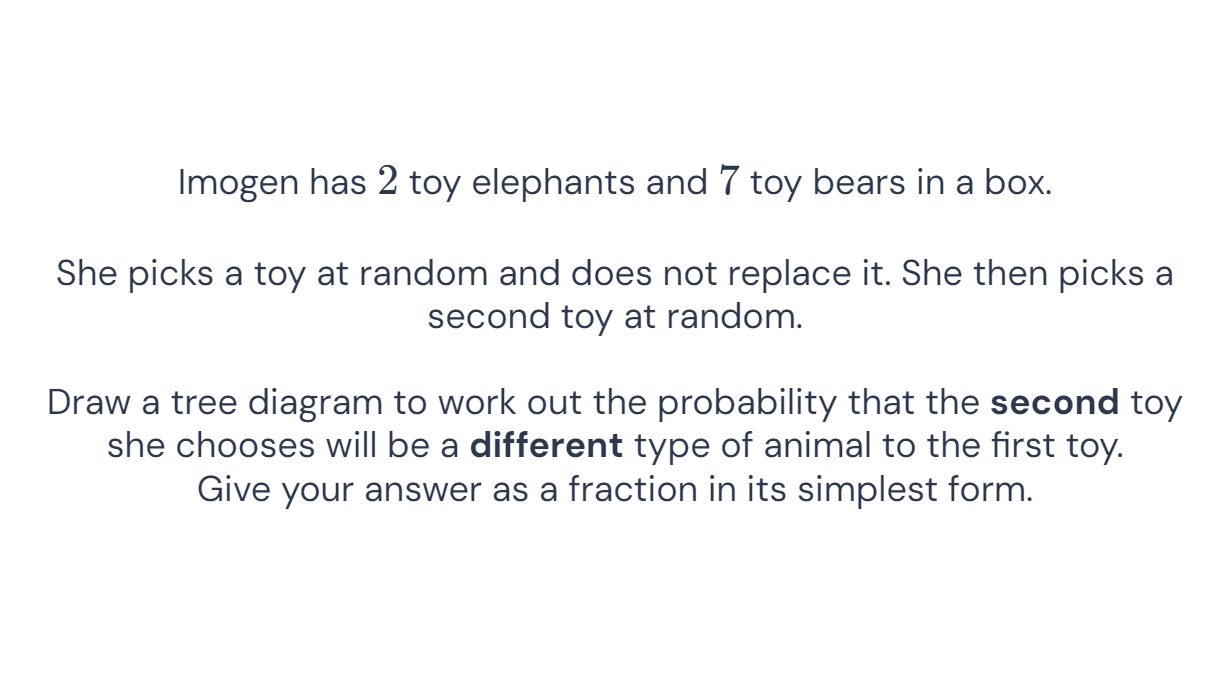 Imogen has 2 toy elephants and 7 toy bears in a box.
She picks a toy at random and does not replace it. She then picks a
second toy at random.
Draw a tree diagram to work out the probability that the second toy
she chooses will be a different type of animal to the first toy.
Give your answer as a fraction in its simplest form.